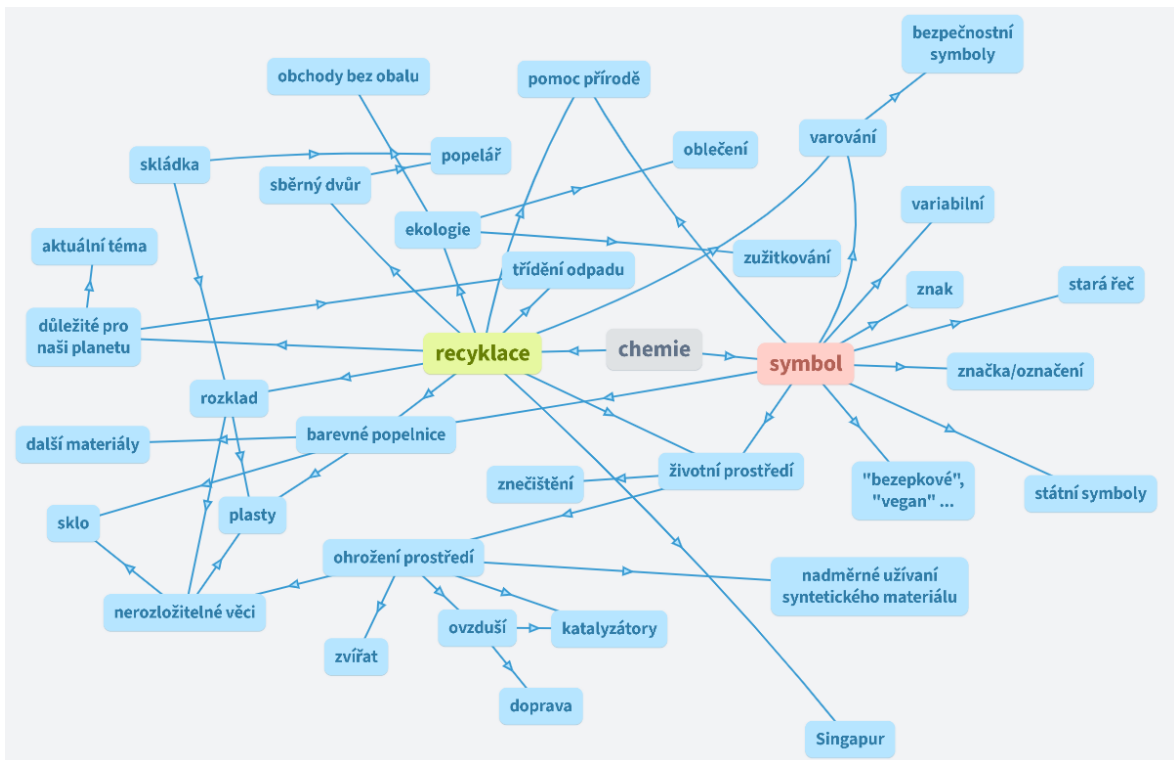 bezpečnostní
symboly
obchody bez obalu
pomoc přírodě
varování
oblečení
popelář
skládka
sběrný dvůr
variabilní
ekologie
aktuální téma
zužitkování
třídění odpadu
stará řeč
znak
důležité pro
naši planetu
recyklace
chemie
symbol
značka/označení
rozklad
barevné popelnice
další materiály
životní prostředí
znečištění
"bezepkové",
"vegan" ...
státní symboly
sklo
plasty
ohrožení prostředí
nadměrné užívaní
syntetického materiálu
nerozložitelné věci
ovzduší
katalyzátory
zvířat
doprava
Singapur